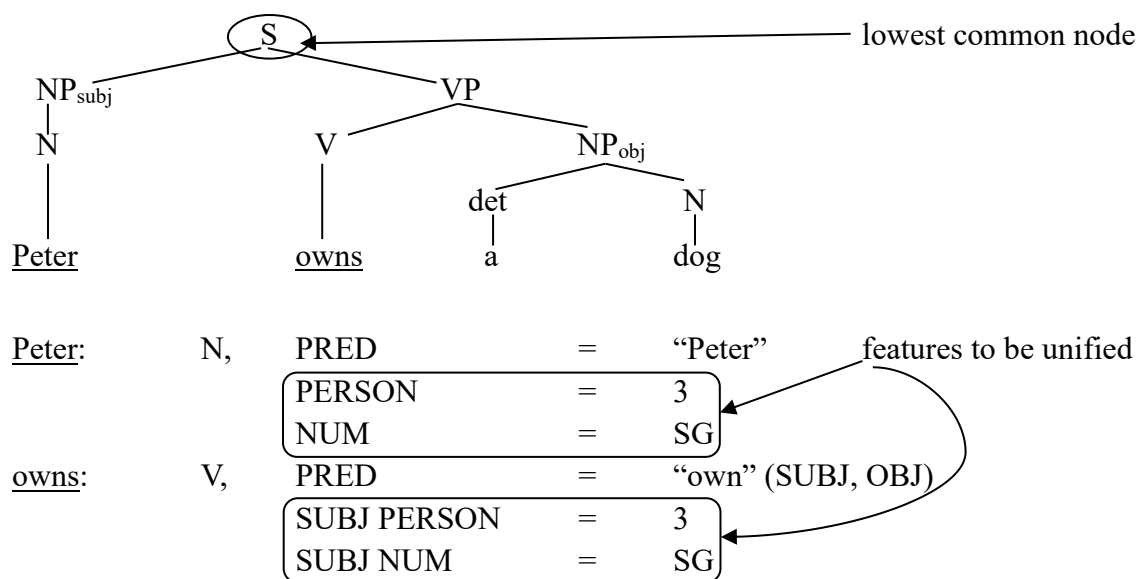 S lowest common node
NPsubj VP
N V NPobj
det N
Peter owns a dog
Peter: N, PRED = “Peter” features to be unified
PERSON = 3
NUM = SG
owns: V, PRED = “own” (SUBJ, OBJ)
SUBJ PERSON = 3
SUBJ NUM = SG